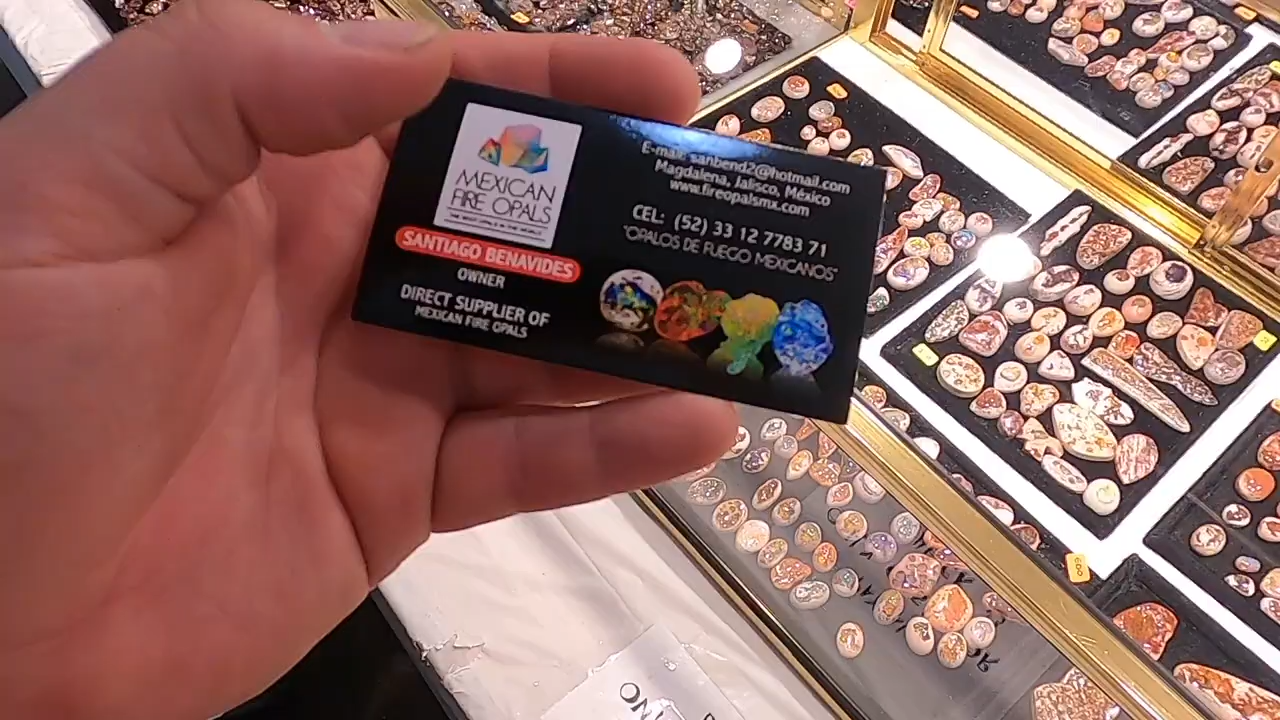 MEXICAN
FIRE OPALS
SANTIAGO BENAVIDES
OWNER
DIRECT SUPPLIER OF
MEXICAN FIRE OPALS
E-mail: sanbend2@hotmail.com
Magdalena, Jalisco, México
www.fireopalsmx.com
CEL: (52) 33 12 7783 71
"OPALOS DE FUEGO MEXICANOS"